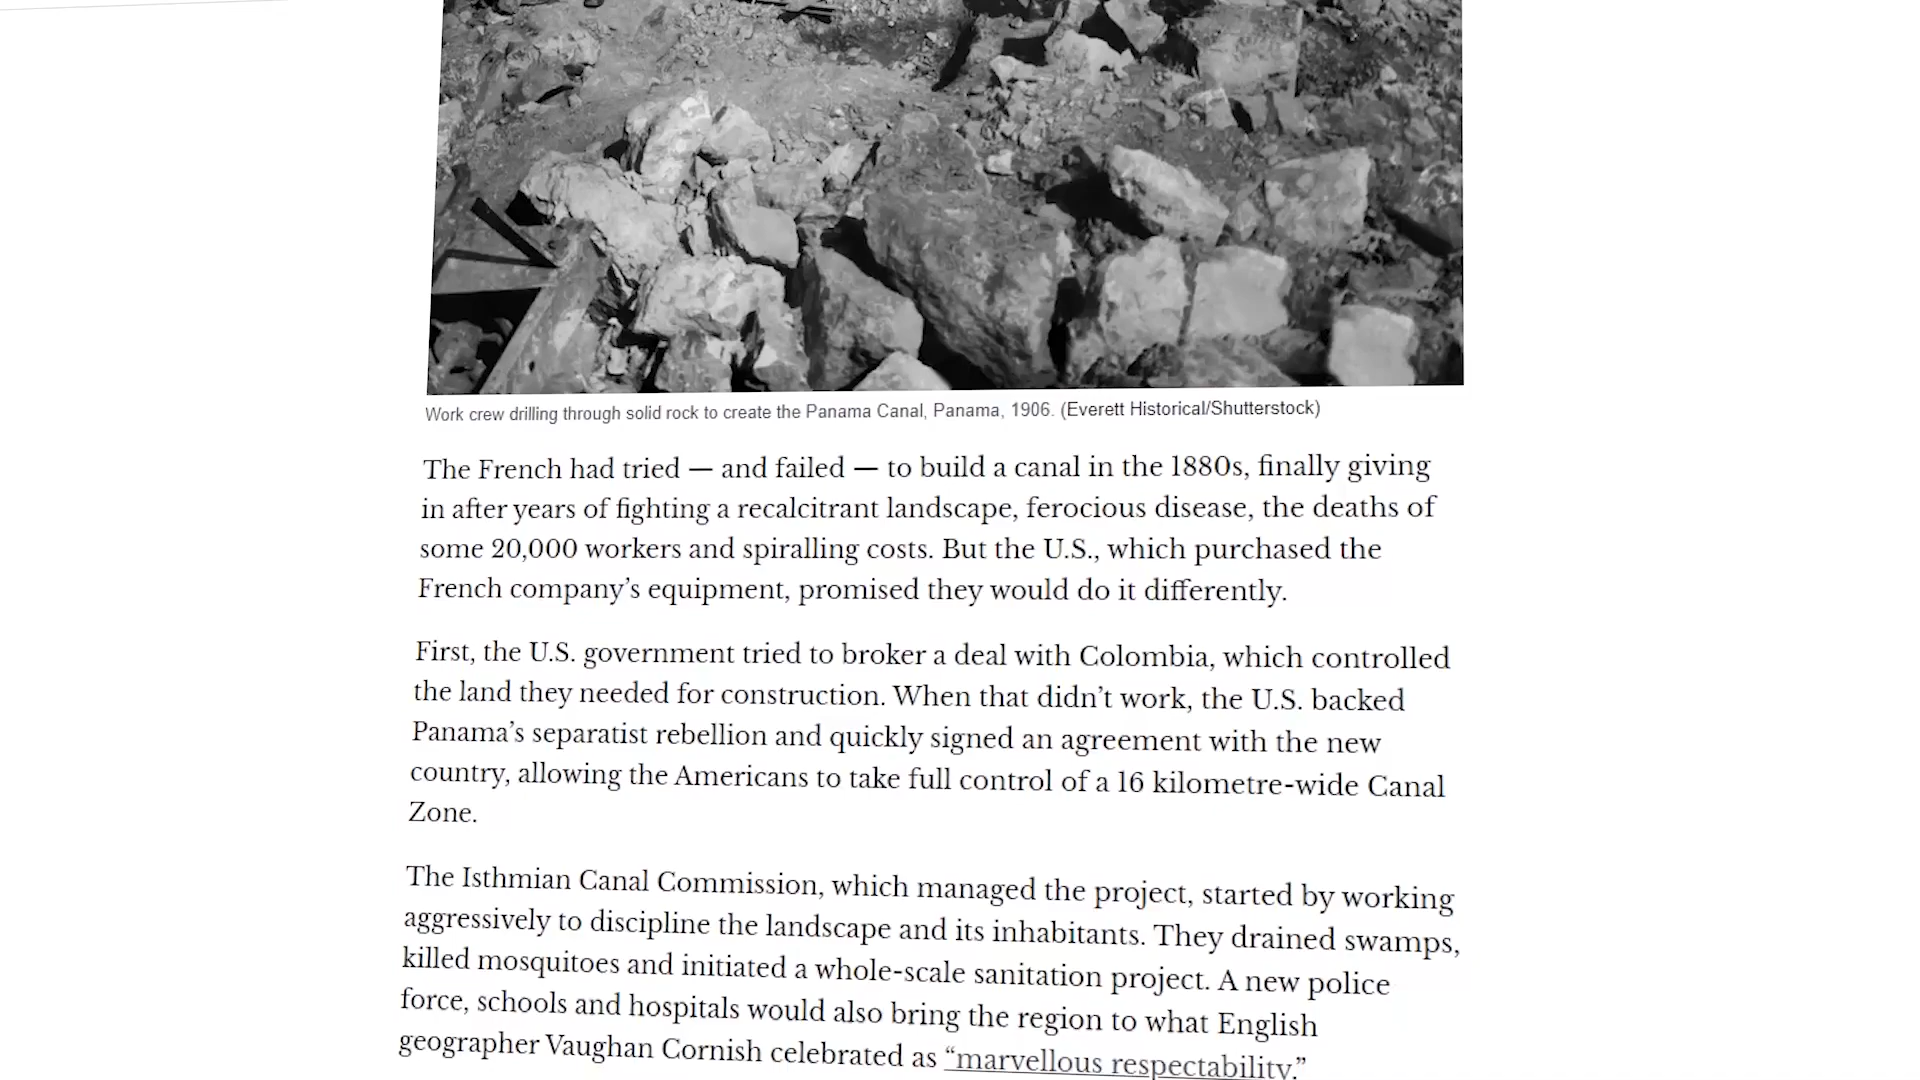 Work crew drilling through solid rock to create the Panama Canal, Panama, 1906. (Everett Historical/Shutterstock)
The French had tried — and failed — to build a canal in the 1880s, finally giving
in after years of fighting a recalcitrant landscape, ferocious disease, the deaths of
some 20,000 workers and spiralling costs. But the U.S., which purchased the
French company’s equipment, promised they would do it differently.
First, the U.S. government tried to broker a deal with Colombia, which controlled
the land they needed for construction. When that didn’t work, the U.S. backed
Panama’s separatist rebellion and quickly signed an agreement with the new
country, allowing the Americans to take full control of a 16 kilometre-wide Canal
Zone.
The Isthmian Canal Commission, which managed the project, started by working
aggressively to discipline the landscape and its inhabitants. They drained swamps,
killed mosquitoes and initiated a whole-scale sanitation project. A new police
force, schools and hospitals would also bring the region to what English
geographer Vaughan Cornish celebrated as “marvellous respectability.”